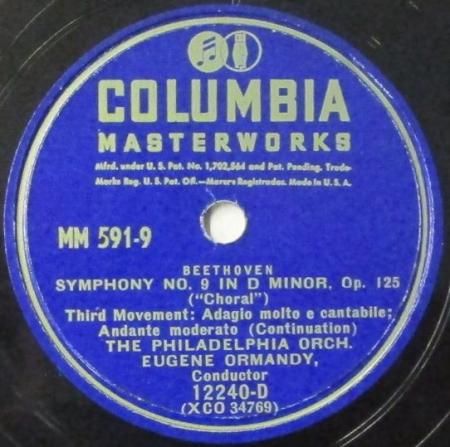 COLUMBIA
MASTERWORKS
Mfrd. under U. S. Pat. No. 1,702,564 and Pat. Pending. Trade-
Marks Reg. U. S. Pat. Off.—Marcas Registradas. Made in U. S. A.
MM 591-9
BEETHOVEN
SYMPHONY NO. 9 IN D MINOR, Op. 125
("Choral")
Third Movement: Adagio molto e cantabile;
Andante moderato (Continuation)
THE PHILADELPHIA ORCH.
EUGENE ORMANDY,
Conductor
12240-D
(XCO 34769)